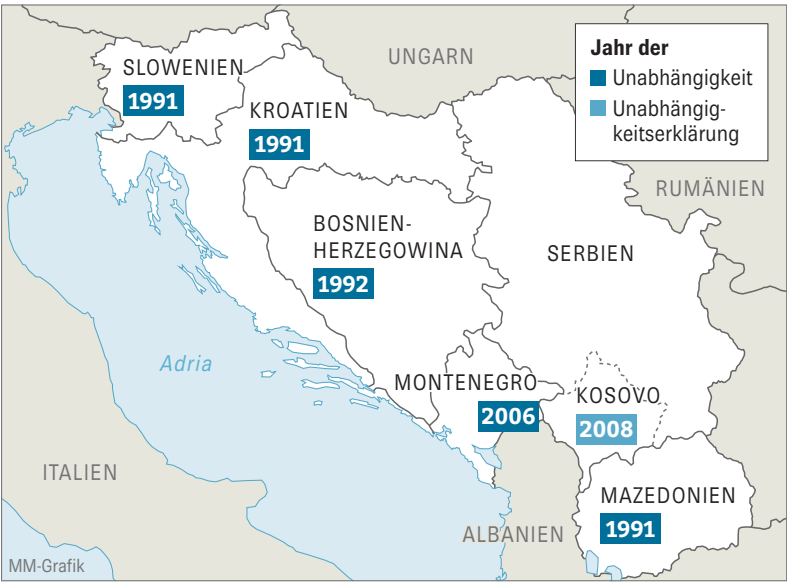 SLOWENIEN
1991
UNGARN
Jahr der
Unabhängigkeit
Unabhängig-
keitserklärung
KROATIEN
1991
RUMÄNIEN
BOSNIEN-
HERZEGOWINA
1992
SERBIEN
Adria
MONTENEGRO
2006
KOSOVO
2008
ITALIEN
MAZEDONIEN
1991
ALBANIEN
MM-Grafik